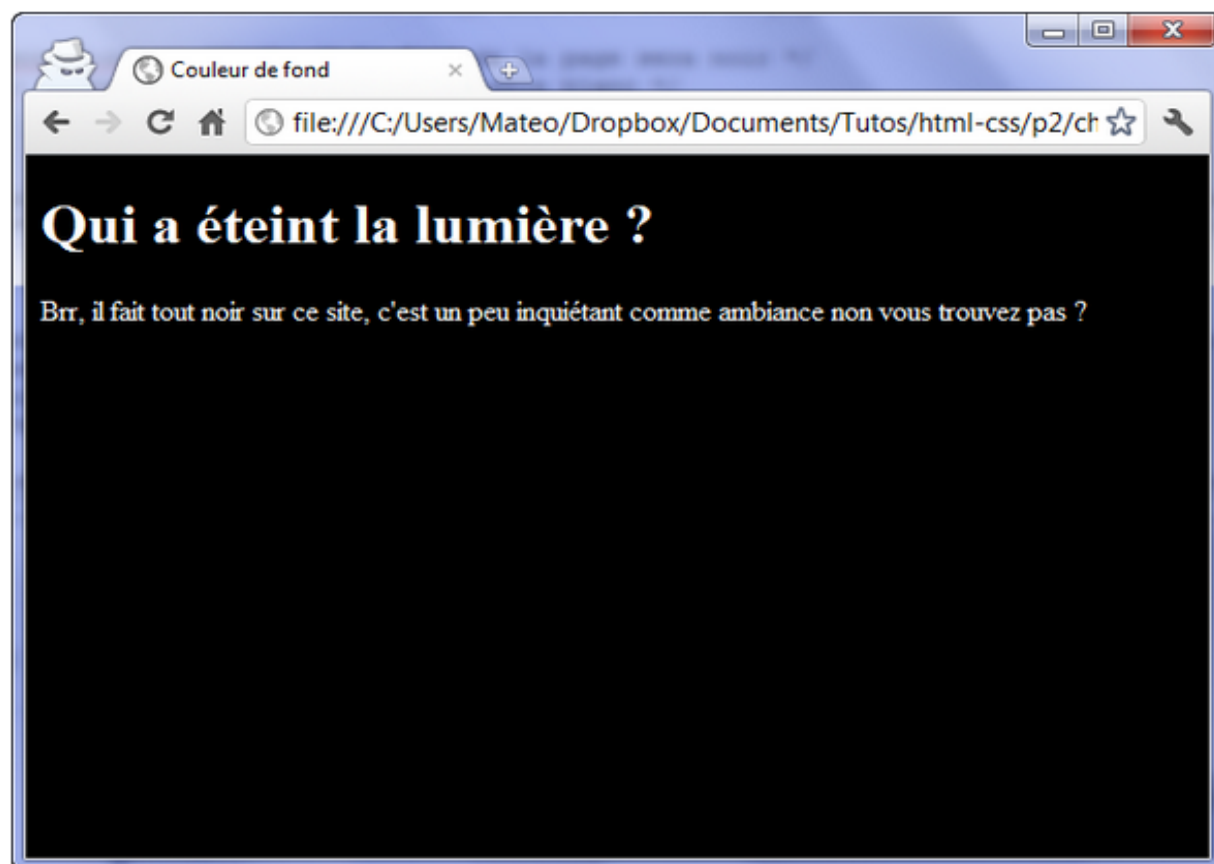 Couleur de fond
file:///C:/Users/Mateo/Dropbox/Documents/Tutos/html-css/p2/ch
Qui a éteint la lumière ?
Brr, il fait tout noir sur ce site, c'est un peu inquiétant comme ambiance non vous trouvez pas ?